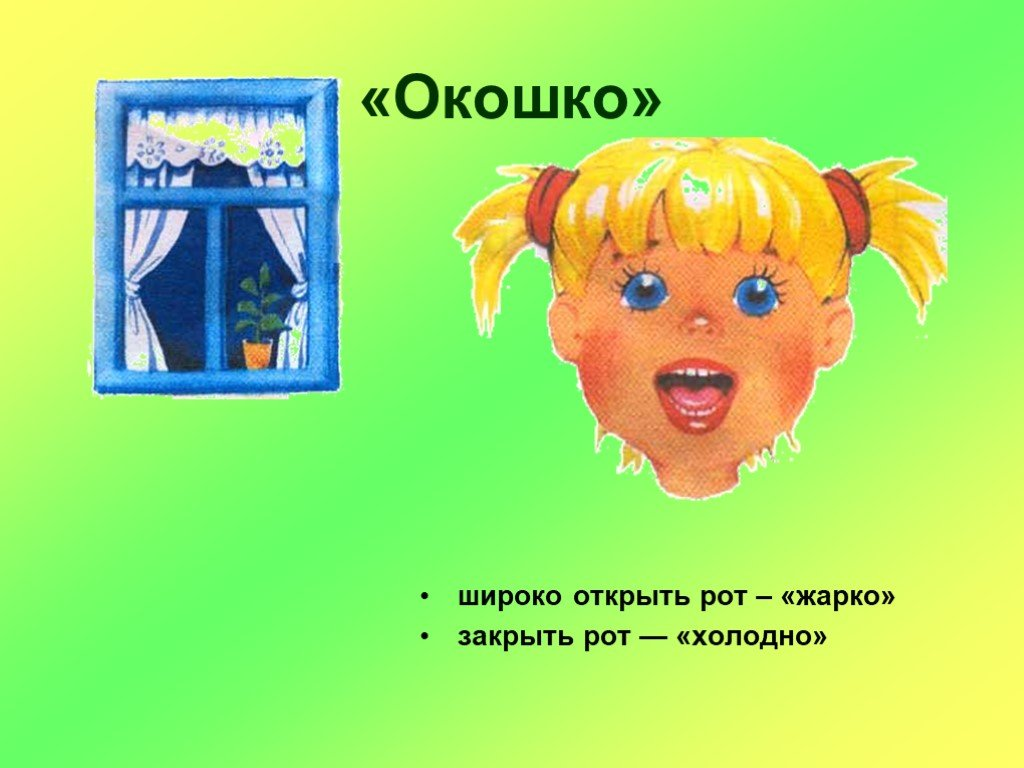 «Окошко»
• широко открыть рот – «жарко»
• закрыть рот — «холодно»